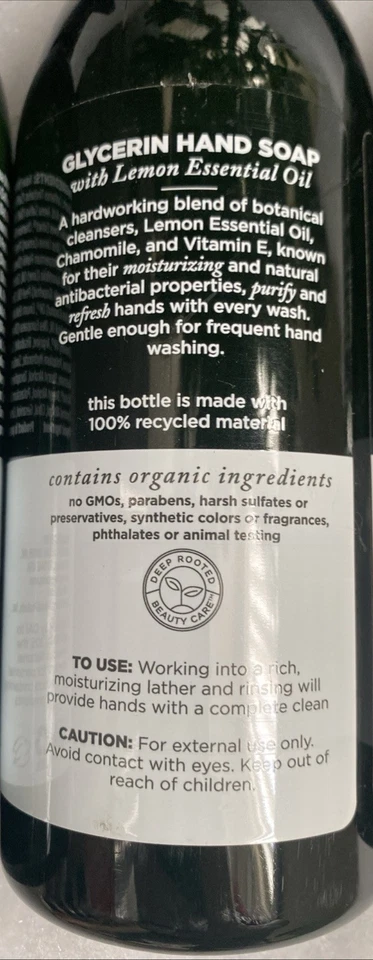 GLYCERIN HAND SOAP
with Lemon Essential Oil
A hardworking blend of botanical
cleansers, Lemon Essential Oil,
Chamomile, and Vitamin E, known
for their moisturizing and natural
antibacterial properties, purify and
refresh hands with every wash.
Gentle enough for frequent hand
washing.
this bottle is made with
100% recycled material
contains organic ingredients
no GMOs, parabens, harsh sulfates or
preservatives, synthetic colors or fragrances,
phthalates or animal testing
DEEP ROOTED
BEAUTY CARE™
TO USE: Working into a rich,
moisturizing lather and rinsing will
provide hands with a complete clean
CAUTION: For external use only.
Avoid contact with eyes. Keep out of
reach of children.